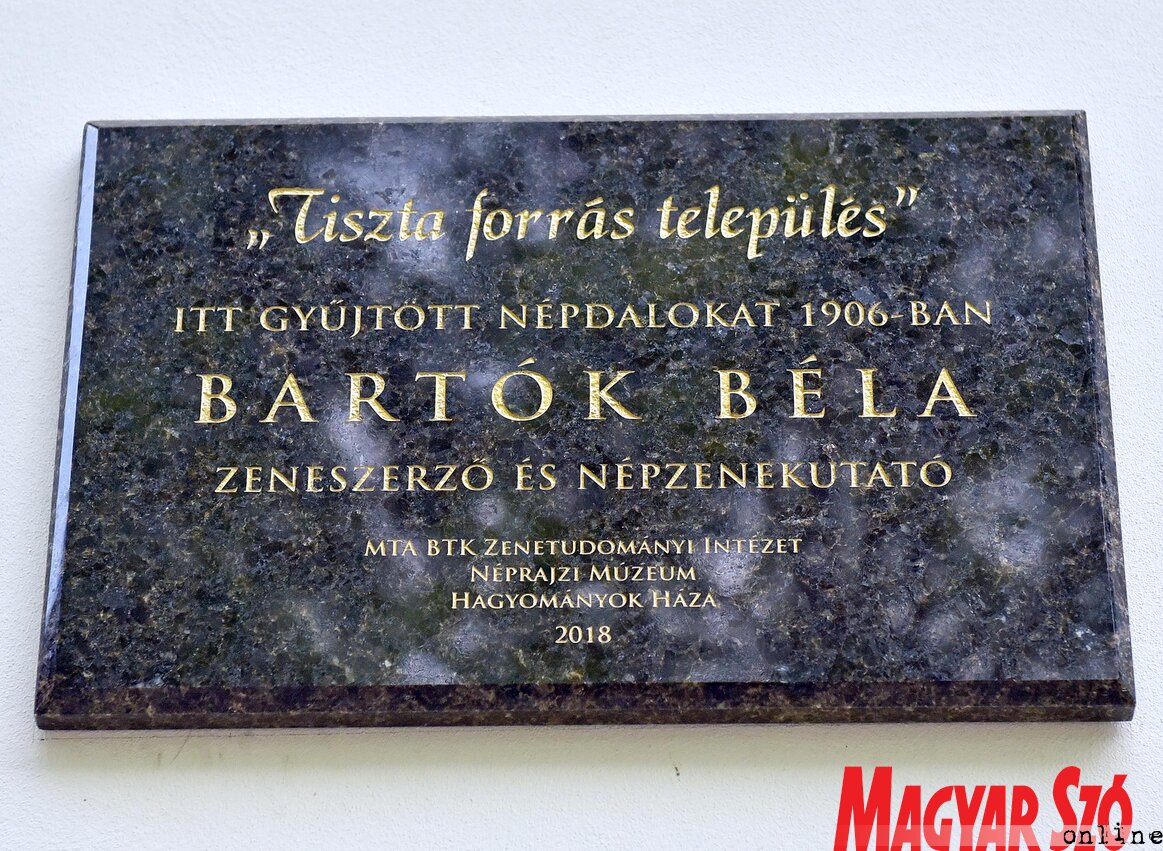 „Tiszta forrás település”
ITT GYŰJTÖTT NÉPDALOKAT 1906-BAN
BARTÓK BÉLA
ZENESZERZŐ ÉS NÉPZENEKUTATÓ
MTA BTK ZENETUDOMÁNYI INTÉZET
NÉPRAJZI MÚZEUM
HAGYOMÁNYOK HÁZA
2018
MAGYAR SZÓ
online